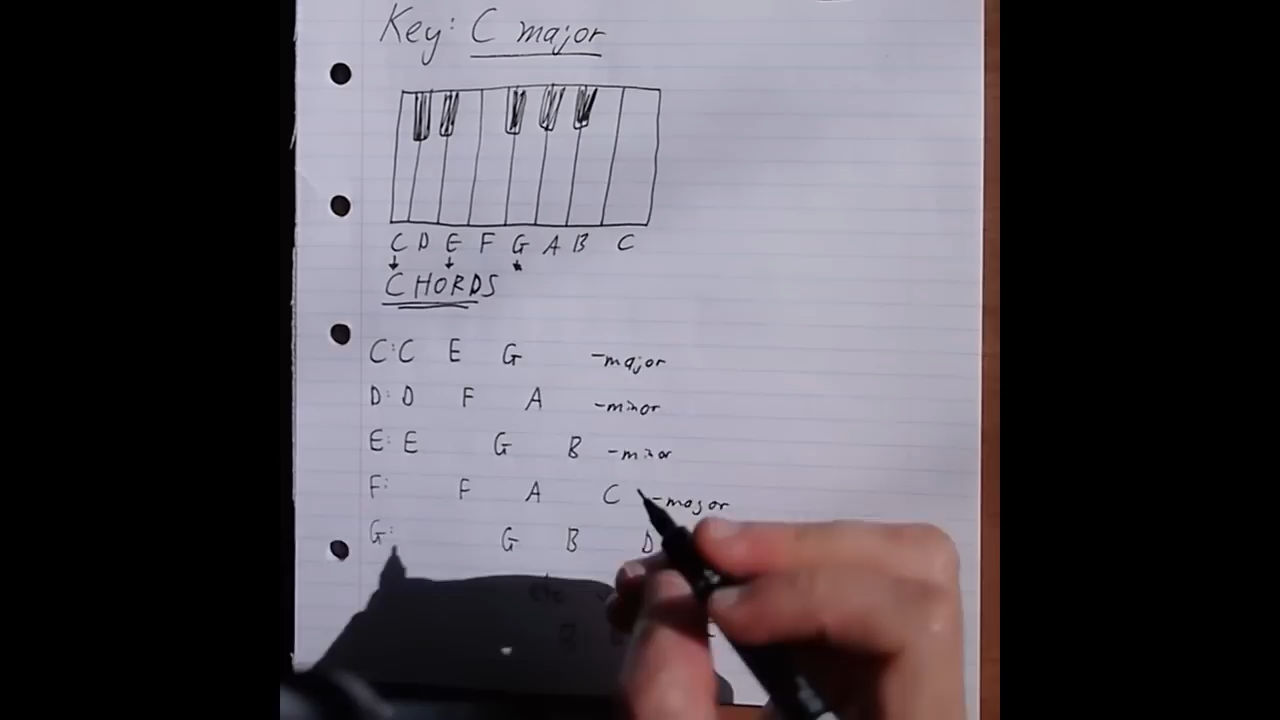 Key: C major
C D E F G A B C
CHORDS
C: C E G -major
D: D F A -minor
E: E G B -minor
F: F A C -major
G: G B D